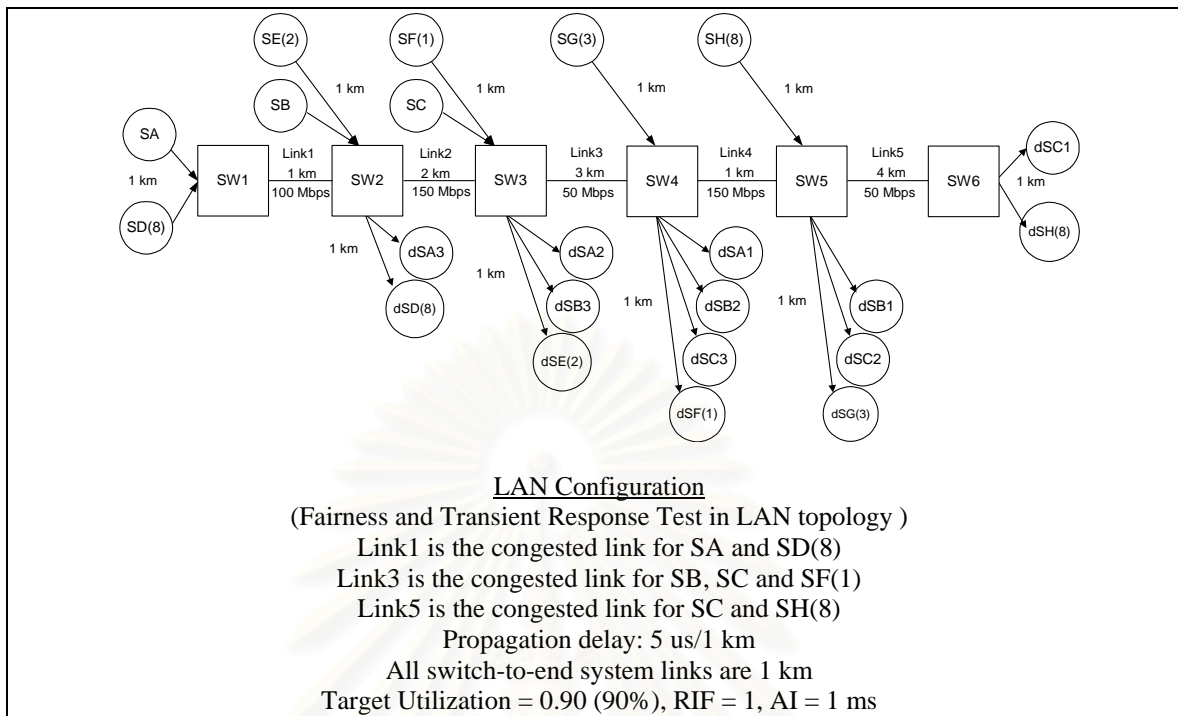 SE(2)
SF(1)
SG(3)
SH(8)
1 km
1 km
1 km
1 km
SB
SC
SA
dSC1
Link1
Link2
Link3
Link4
Link5
1 km
SW1
1 km
SW2
2 km
SW3
3 km
SW4
1 km
SW5
4 km
SW6
1 km
100 Mbps
150 Mbps
50 Mbps
150 Mbps
50 Mbps
SD(8)
dSH(8)
1 km
dSA3
dSA2
dSA1
1 km
1 km
1 km
dSD(8)
dSB3
dSB2
dSB1
dSE(2)
dSC3
dSC2
dSF(1)
dSG(3)
LAN Configuration
(Fairness and Transient Response Test in LAN topology )
Link1 is the congested link for SA and SD(8)
Link3 is the congested link for SB, SC and SF(1)
Link5 is the congested link for SC and SH(8)
Propagation delay: 5 us/1 km
All switch-to-end system links are 1 km
Target Utilization = 0.90 (90%), RIF = 1, AI = 1 ms